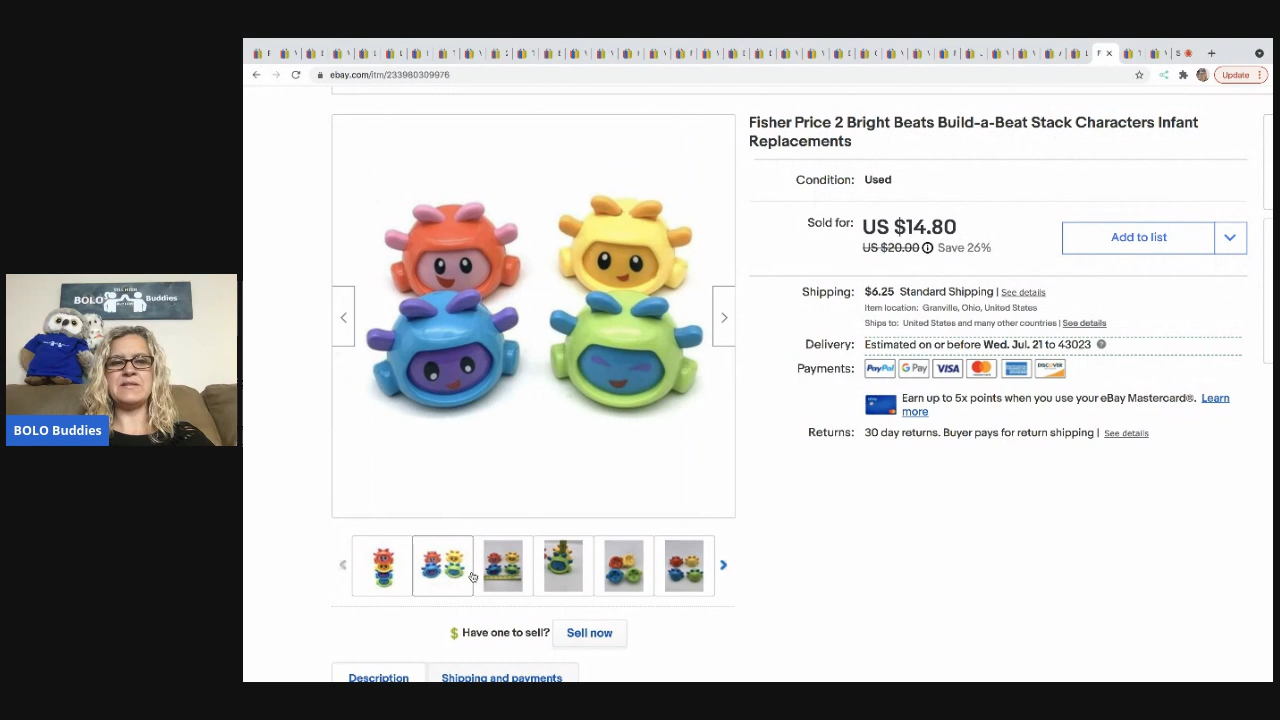 ebay.com/itm/233980309976
Update
Fisher Price 2 Bright Beats Build-a-Beat Stack Characters Infant
Replacements
Condition: Used
Sold for: US $14.80
US $20.00 Save 26%
Add to list
Shipping: $6.25 Standard Shipping | See details
Item location: Granville, Ohio, United States
Ships to: United States and many other countries | See details
Delivery: Estimated on or before Wed. Jul. 21 to 43023
Payments: PayPal G Pay VISA
Earn up to 5x points when you use your eBay Mastercard®. Learn
more
Returns: 30 day returns. Buyer pays for return shipping | See details
Have one to sell? Sell now
Description Shipping and payments
BOLO Buddies
BOLO Buddies